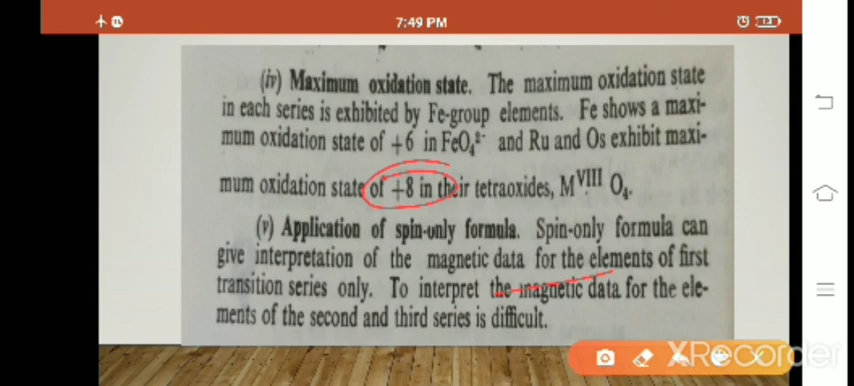 7:49 PM
(iv) Maximum oxidation state. The maximum oxidation state
in each series is exhibited by Fe-group elements. Fe shows a maxi-
mum oxidation state of +6 in FeO₄²⁻ and Ru and Os exhibit maxi-
mum oxidation state of +8 in their tetraoxides, Mⱽᴵᴵᴵ O₄.
(v) Application of spin-only formula. Spin-only formula can
give interpretation of the magnetic data for the elements of first
transition series only. To interpret the magnetic data for the ele-
ments of the second and third series is difficult.
XRecorder